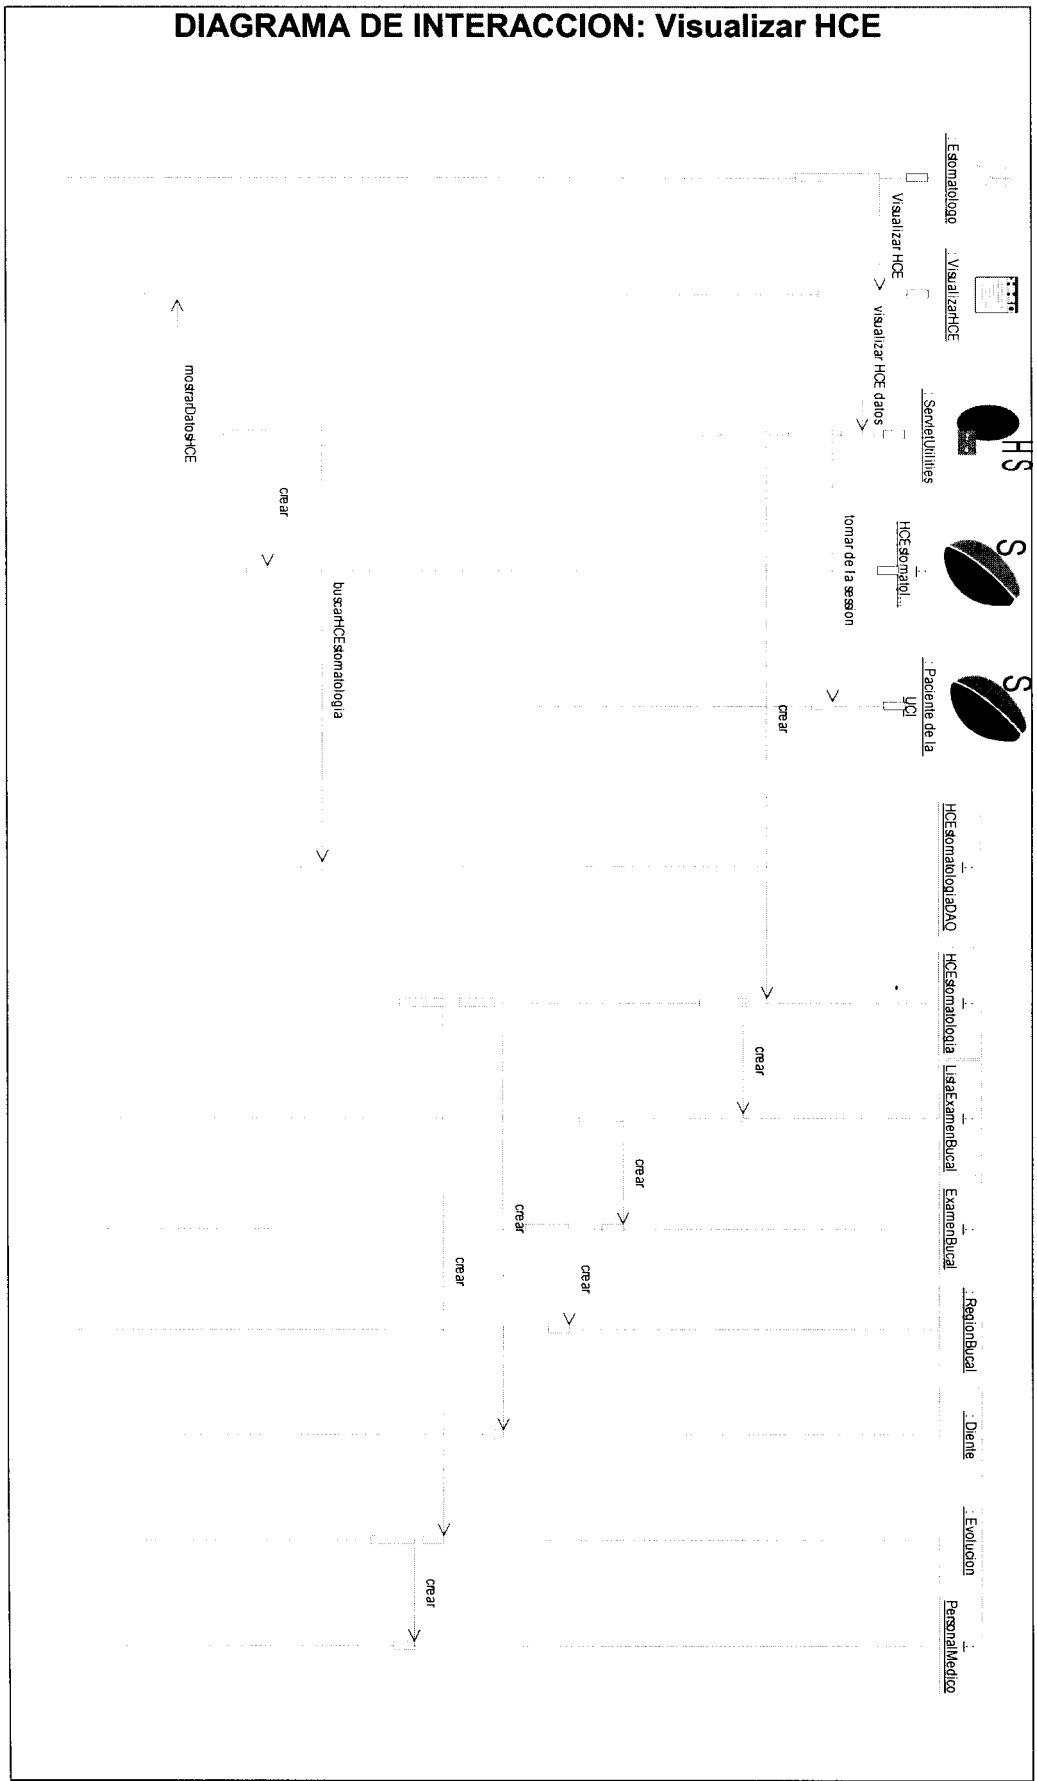 DIAGRAMA DE INTERACCION: Visualizar HCE
: Estomatologo
: VisualizarHCE
: ServletUtilities
HS
:
HCEstomatol...
S
: Paciente de la
UCI
S
:
HCEstomatologiaDAO
:
HCEstomatologia
:
ListaExamenBucal
:
ExamenBucal
: RegionBucal
: Diente
: Evolucion
:
PersonalMedico
Visualizar HCE
visualizar HCE datos
tomar de la session
crear
crear
crear
crear
crear
crear
crear
buscarHCEstomatologia
crear
mostrarDatosHCE